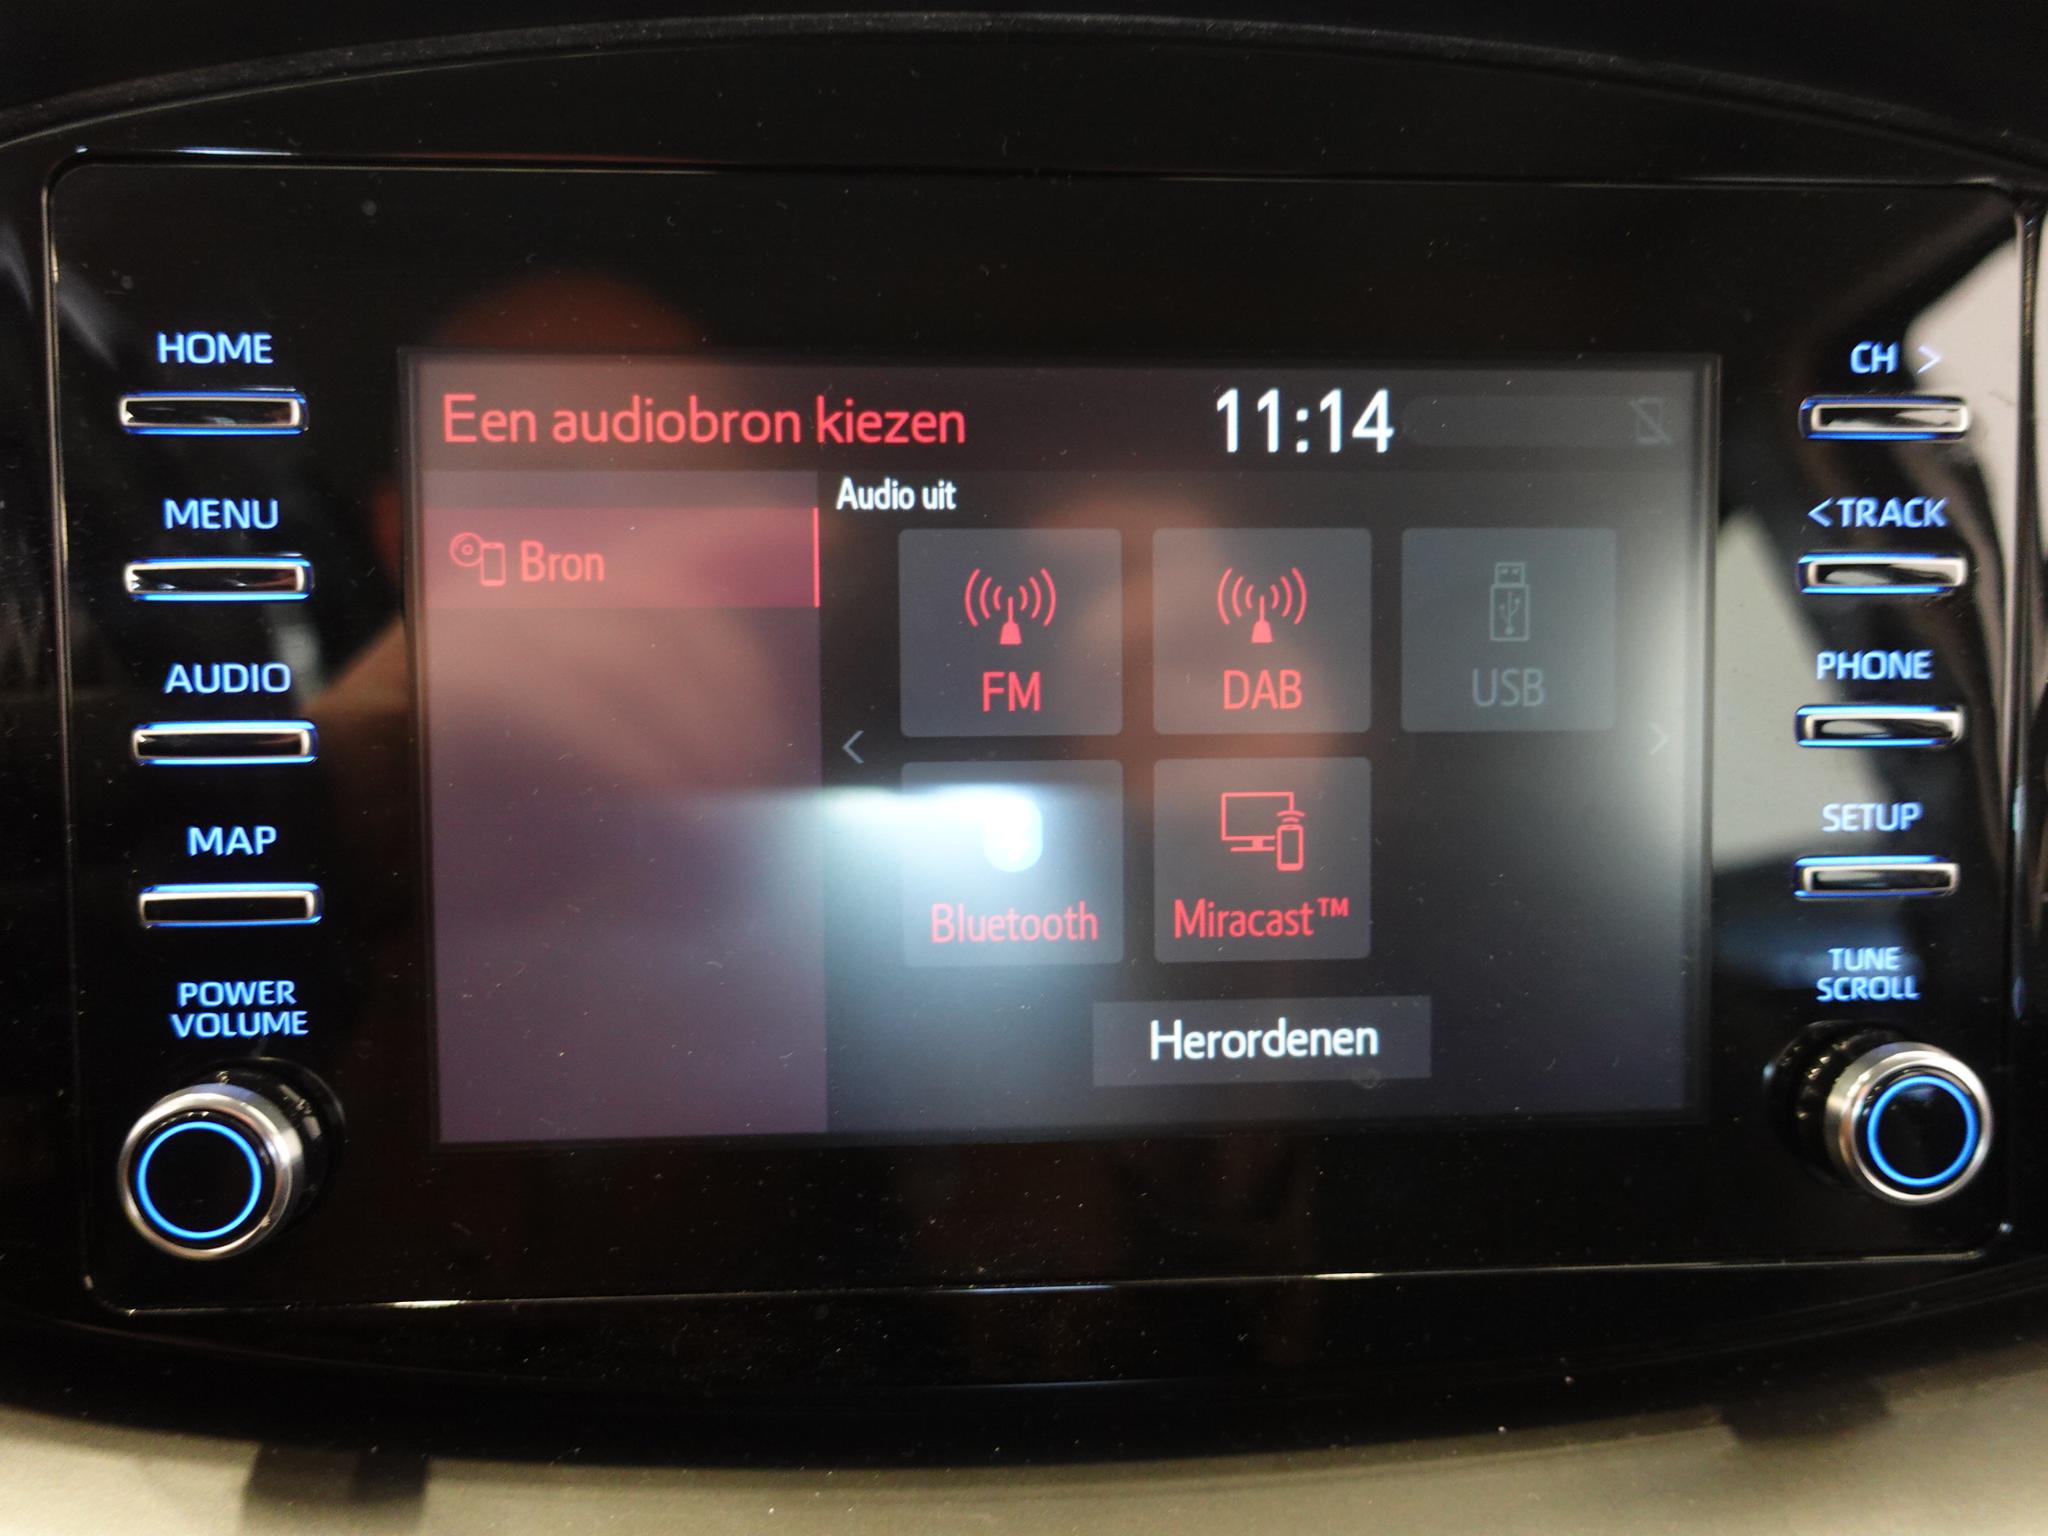 HOME
MENU
AUDIO
MAP
POWER
VOLUME
Een audiobron kiezen
11:14
Bron
Audio uit
FM
DAB
USB
Bluetooth
Miracast™
Herordenen
CH >
<TRACK
PHONE
SETUP
TUNE
SCROLL